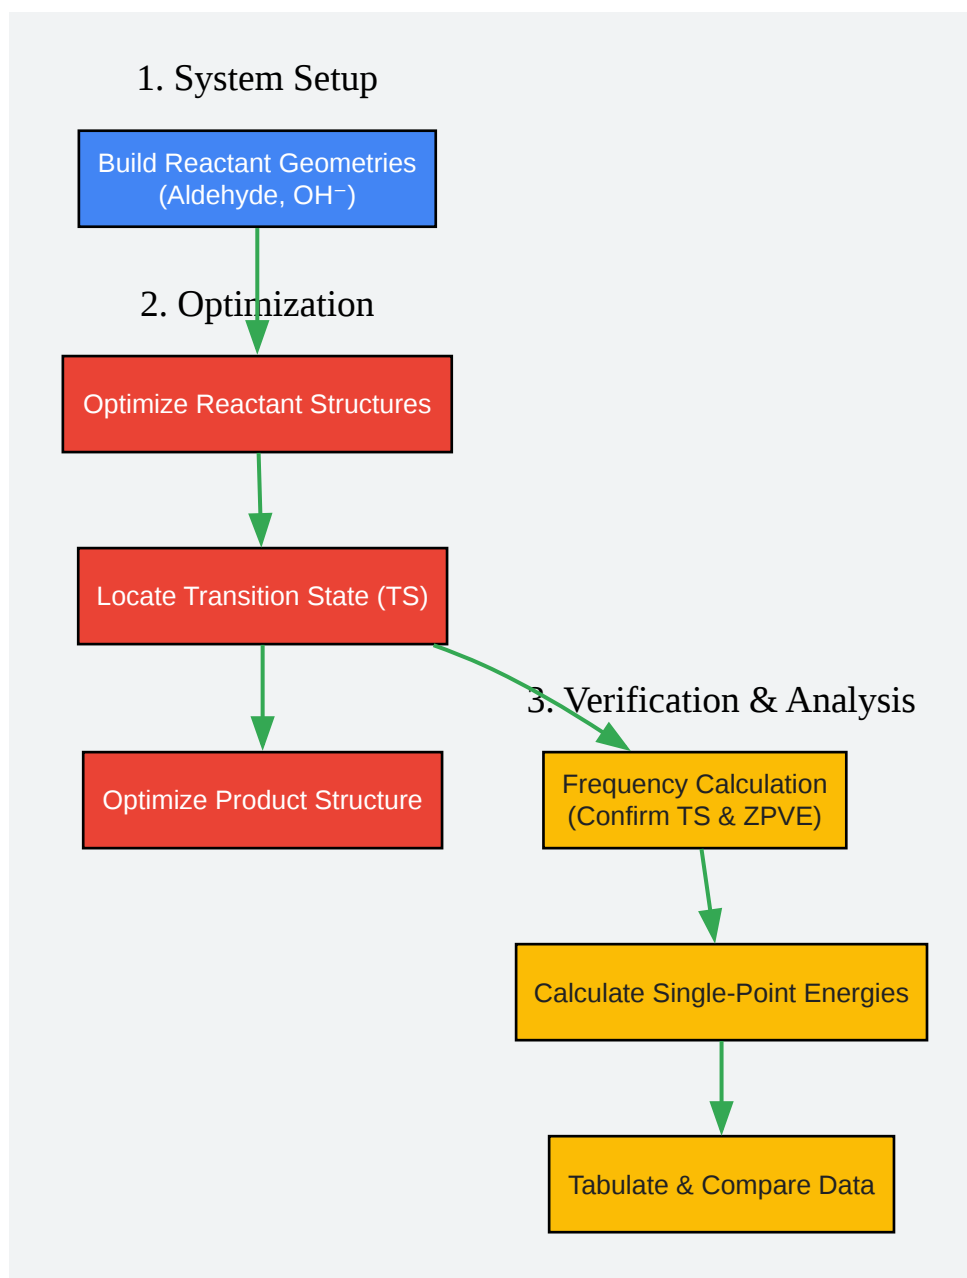 1. System Setup
Build Reactant Geometries
(Aldehyde, OH⁻)
2. Optimization
Optimize Reactant Structures
Locate Transition State (TS)
Optimize Product Structure
3. Verification & Analysis
Frequency Calculation
(Confirm TS & ZPVE)
Calculate Single-Point Energies
Tabulate & Compare Data